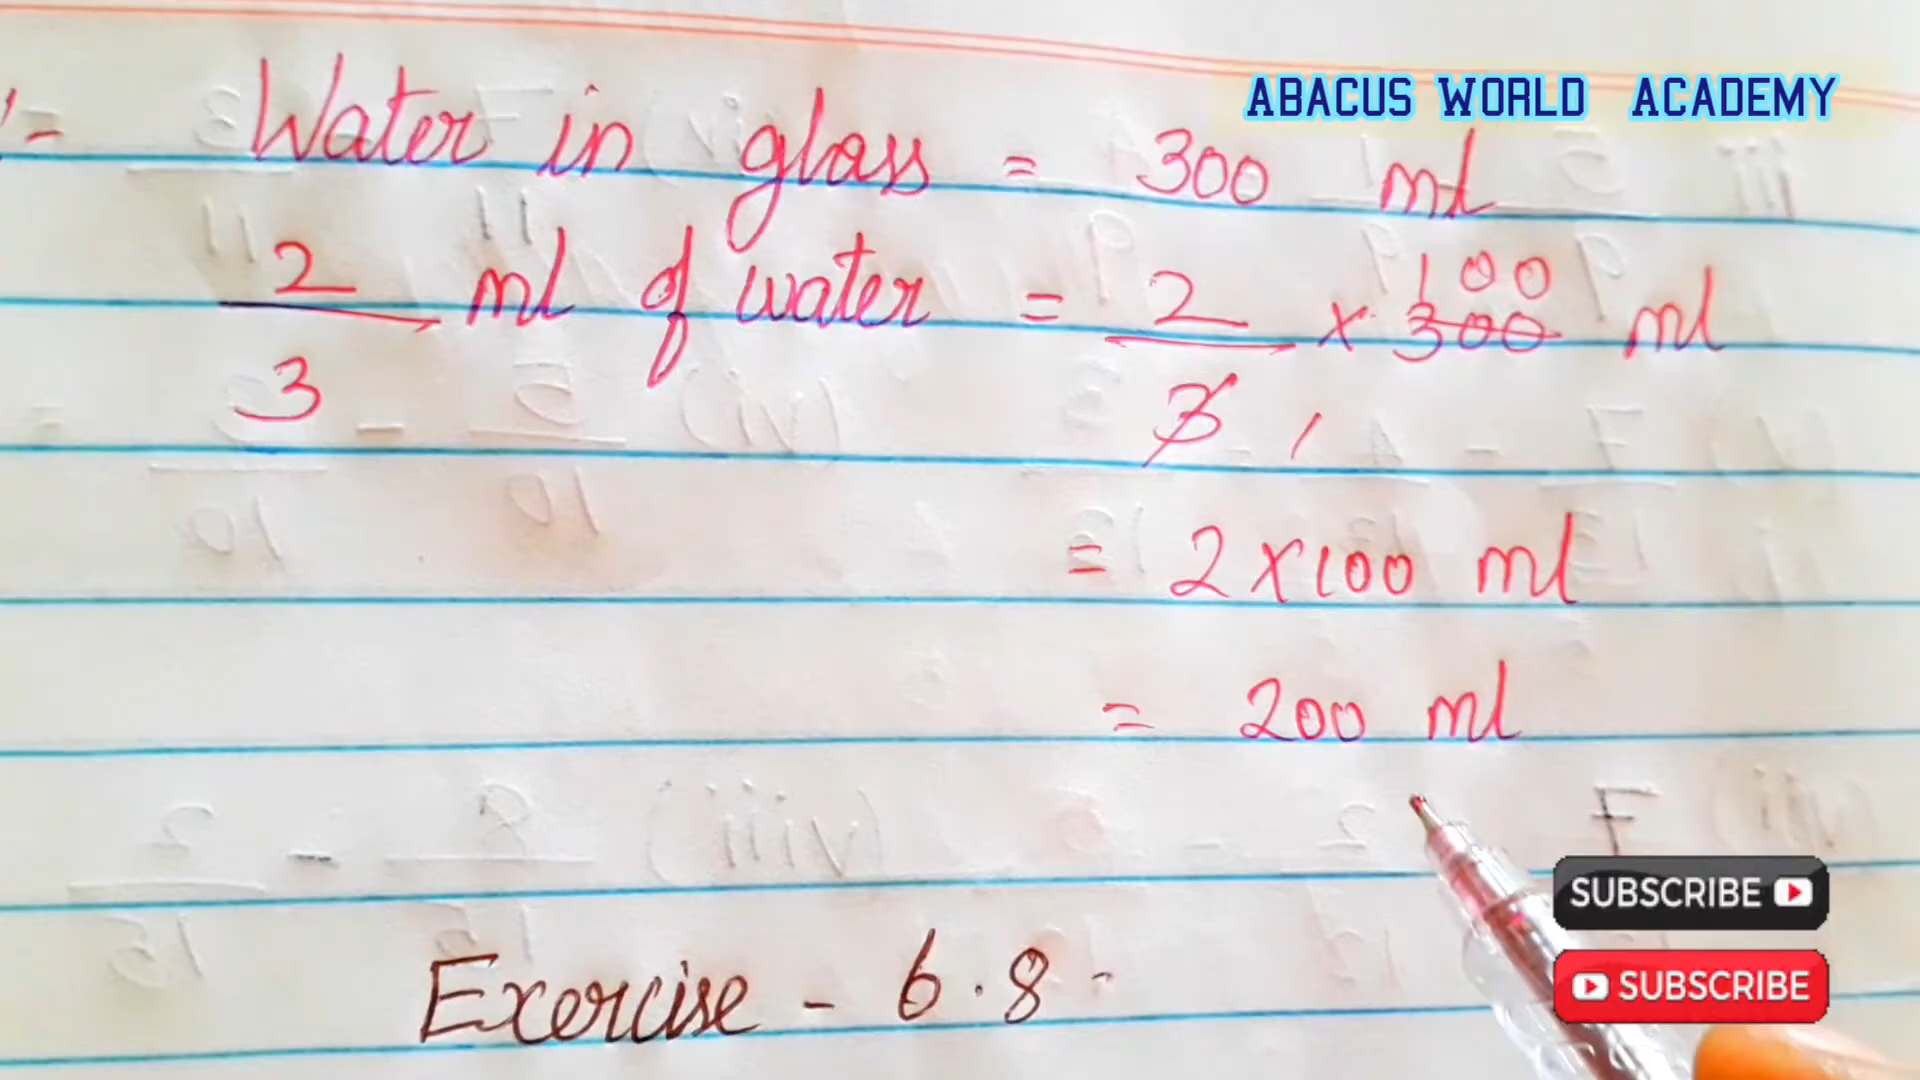 ABACUS WORLD ACADEMY
Water in glass = 300 ml
2/3 ml of water = 2/3 × 300 ml
100
1
= 2 × 100 ml
= 200 ml
Exercise - 6.8
SUBSCRIBE
SUBSCRIBE